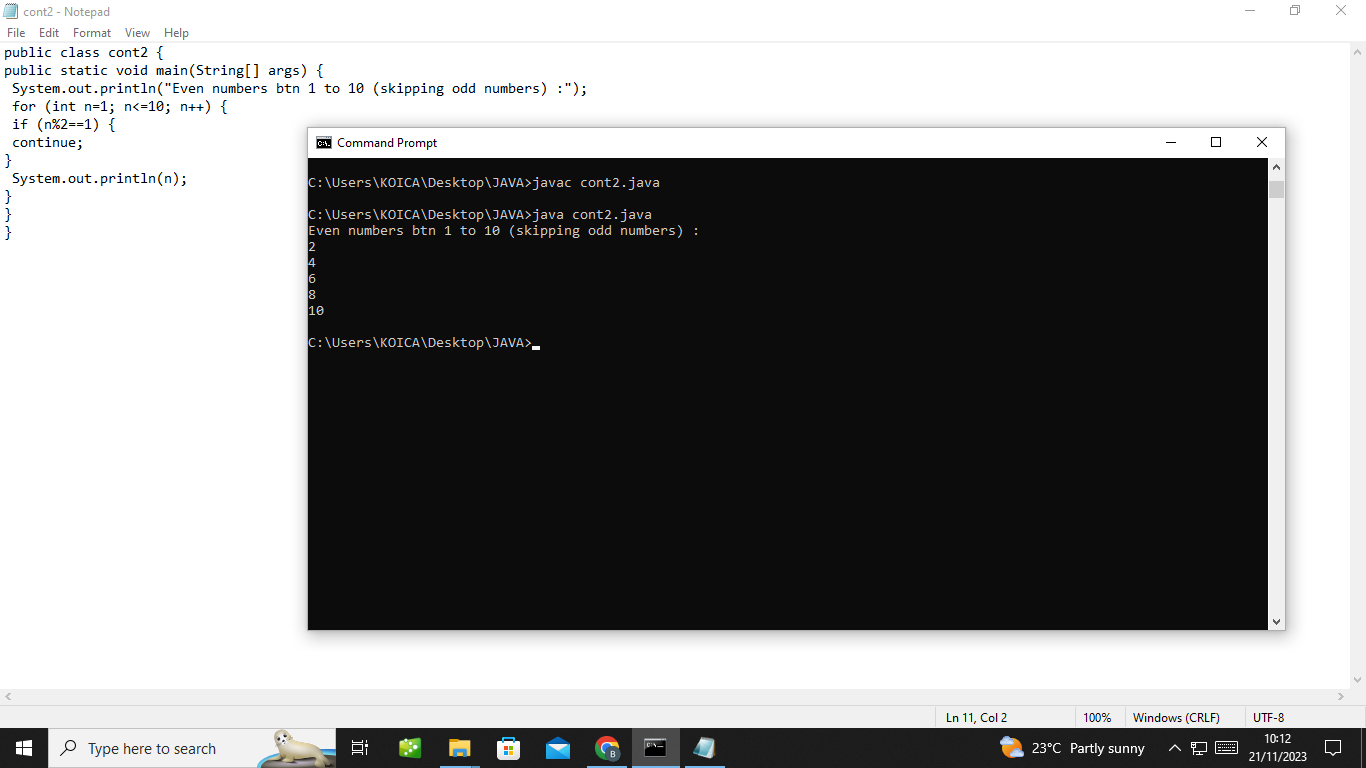 cont2 - Notepad
File Edit Format View Help
public class cont2 {
public static void main(String[] args) {
System.out.println("Even numbers btn 1 to 10 (skipping odd numbers) :");
for (int n=1; n<=10; n++) {
if (n%2==1) {
continue;
}
System.out.println(n);
}
}
}
Command Prompt
C:\Users\KOICA\Desktop\JAVA>javac cont2.java
C:\Users\KOICA\Desktop\JAVA>java cont2.java
Even numbers btn 1 to 10 (skipping odd numbers) :
2
4
6
8
10
C:\Users\KOICA\Desktop\JAVA>
Ln 11, Col 2 100% Windows (CRLF) UTF-8
Type here to search
23°C Partly sunny
10:12
21/11/2023